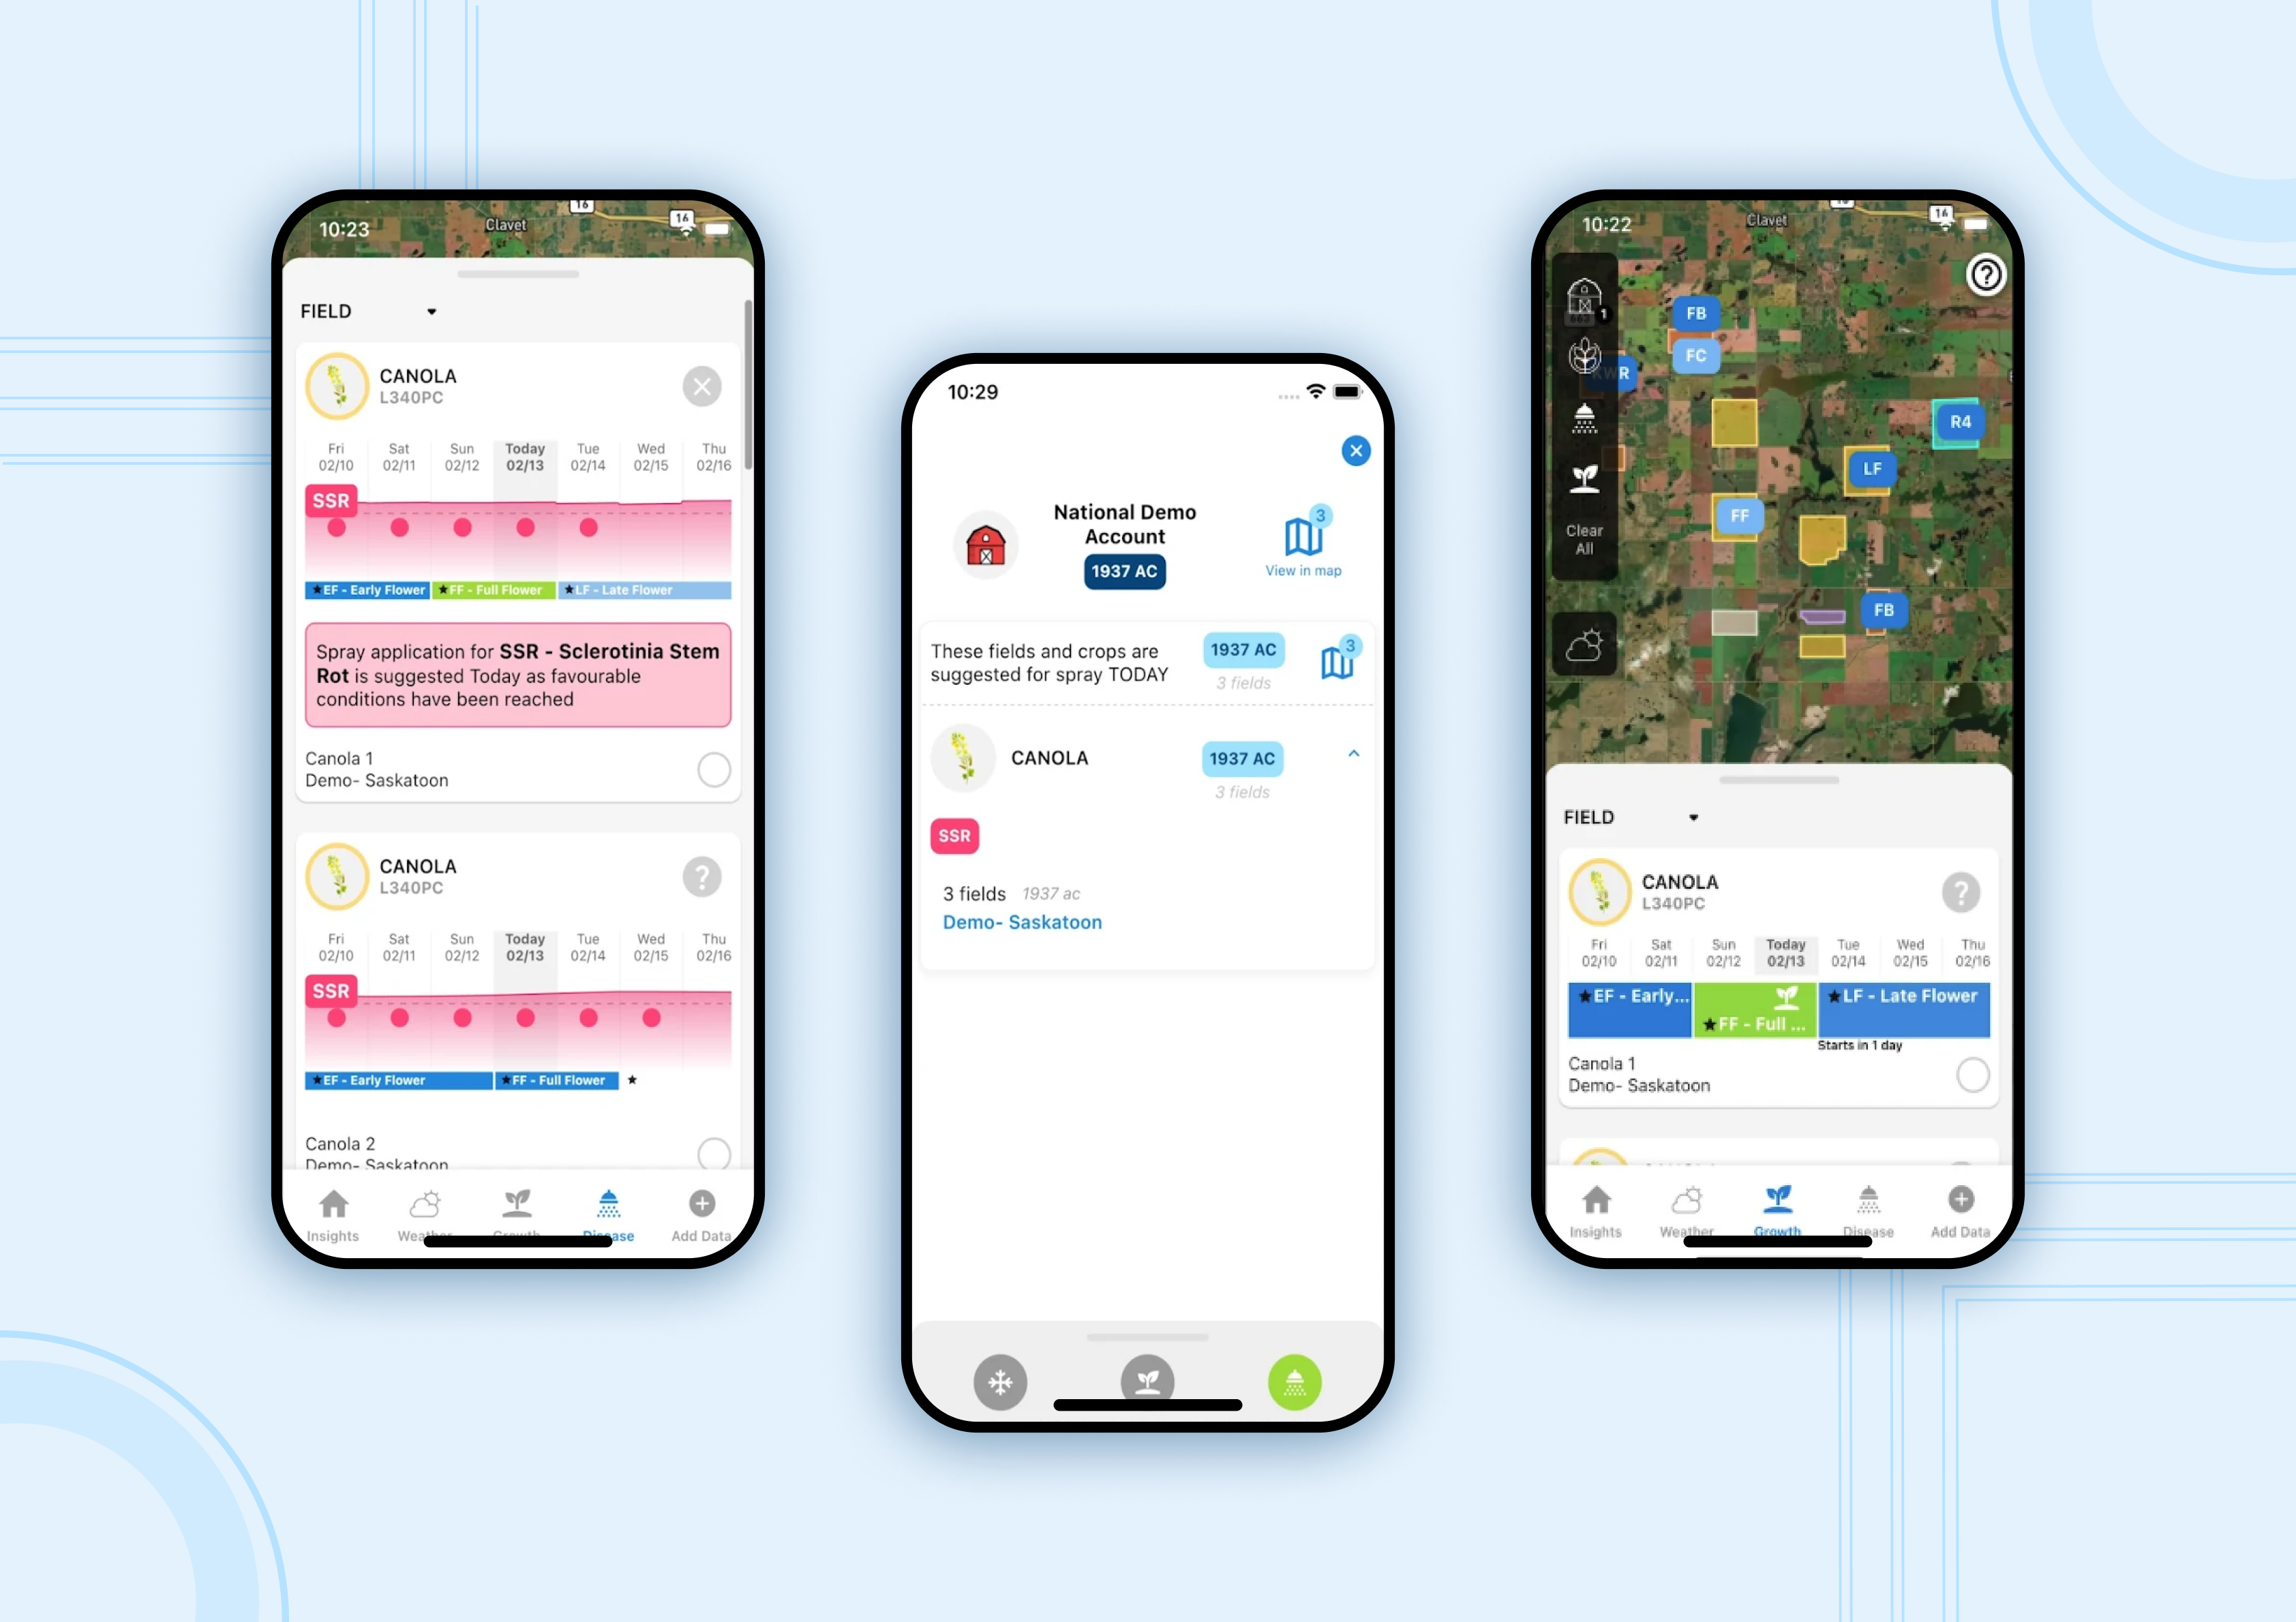 10:23
Clavet
16
16
FIELD
CANOLA
L340PC
Fri Sat Sun Today Tue Wed Thu
02/10 02/11 02/12 02/13 02/14 02/15 02/16
SSR
★EF - Early Flower ★FF - Full Flower ★LF - Late Flower
Spray application for SSR - Sclerotinia Stem
Rot is suggested Today as favourable
conditions have been reached
Canola 1
Demo- Saskatoon
CANOLA
L340PC
?
Fri Sat Sun Today Tue Wed Thu
02/10 02/11 02/12 02/13 02/14 02/15 02/16
SSR
★EF - Early Flower ★FF - Full Flower ★
Canola 2
Demo- Saskatoon
Insights Weather Growth Disease Add Data
10:29
National Demo
Account
1937 AC
3
View in map
These fields and crops are
suggested for spray TODAY
1937 AC
3 fields
3
CANOLA
1937 AC
3 fields
SSR
3 fields 1937 ac
Demo- Saskatoon
10:22
Clavet
16
?
1
FB
FC
R4
LF
FF
Clear
All
FB
FIELD
CANOLA
L340PC
?
Fri Sat Sun Today Tue Wed Thu
02/10 02/11 02/12 02/13 02/14 02/15 02/16
★EF - Early... ★FF - Full ... ★LF - Late Flower
Starts in 1 day
Canola 1
Demo- Saskatoon
Insights Weather Growth Disease Add Data